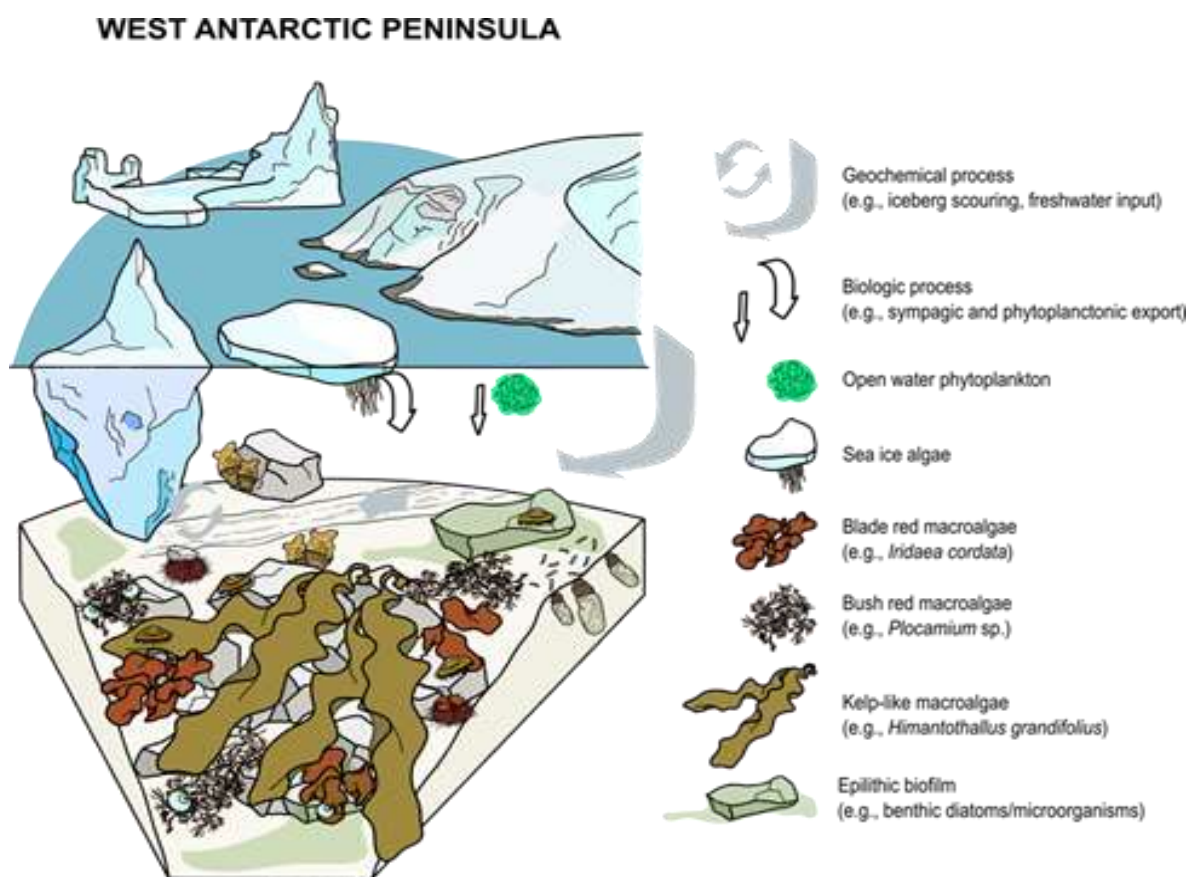 WEST ANTARCTIC PENINSULA
Geochemical process
(e.g., iceberg scouring, freshwater input)
Biologic process
(e.g., sympagic and phytoplanctonic export)
Open water phytoplankton
Sea ice algae
Blade red macroalgae
(e.g., Iridaea cordata)
Bush red macroalgae
(e.g., Plocamium sp.)
Kelp-like macroalgae
(e.g., Himantothallus grandifolius)
Epilithic biofilm
(e.g., benthic diatoms/microorganisms)